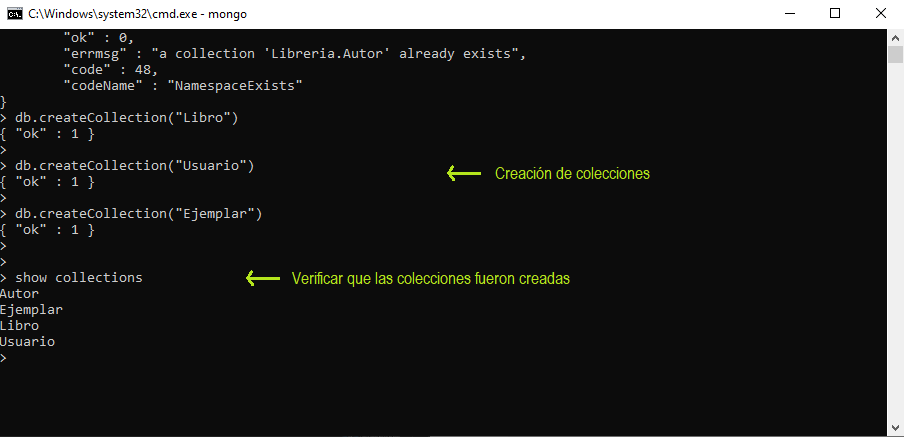 C:\Windows\system32\cmd.exe - mongo
"ok" : 0,
"errmsg" : "a collection 'Libreria.Autor' already exists",
"code" : 48,
"codeName" : "NamespaceExists"
}
> db.createCollection("Libro")
{ "ok" : 1 }
>
> db.createCollection("Usuario")
Creación de colecciones
{ "ok" : 1 }
>
> db.createCollection("Ejemplar")
{ "ok" : 1 }
>
>
> show collections
Verificar que las colecciones fueron creadas
Autor
Ejemplar
Libro
Usuario
>